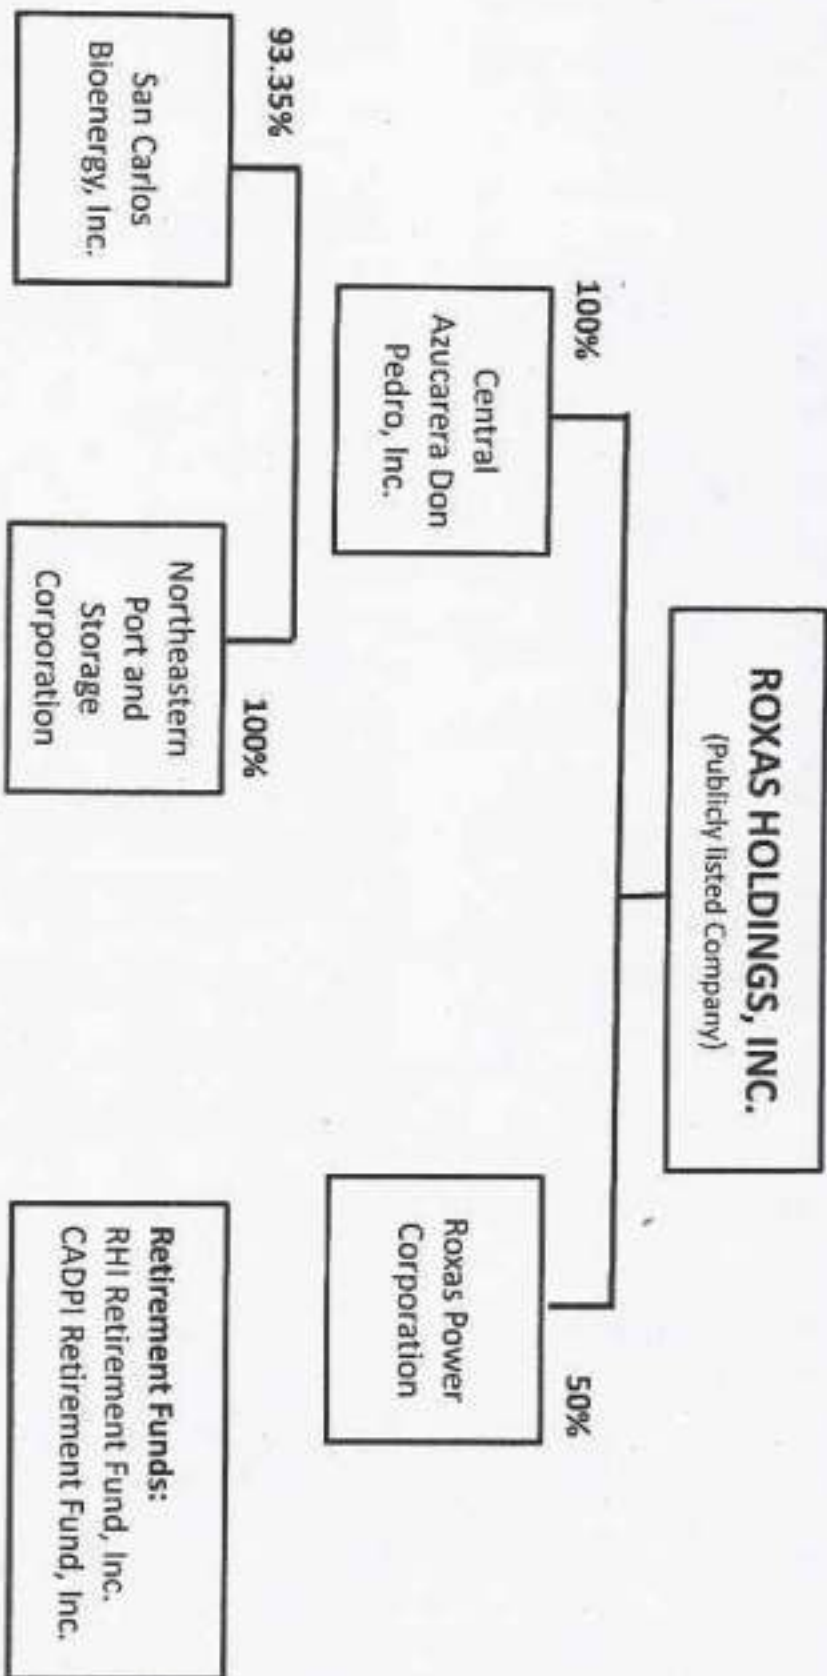 ROXAS HOLDINGS, INC.
(Publicly listed Company)
100%
50%
Central
Azucarera Don
Pedro, Inc.
Roxas Power
Corporation
93.35%
100%
San Carlos
Bioenergy, Inc.
Northeastern
Port and
Storage
Corporation
Retirement Funds:
RHI Retirement Fund, Inc.
CADPI Retirement Fund, Inc.